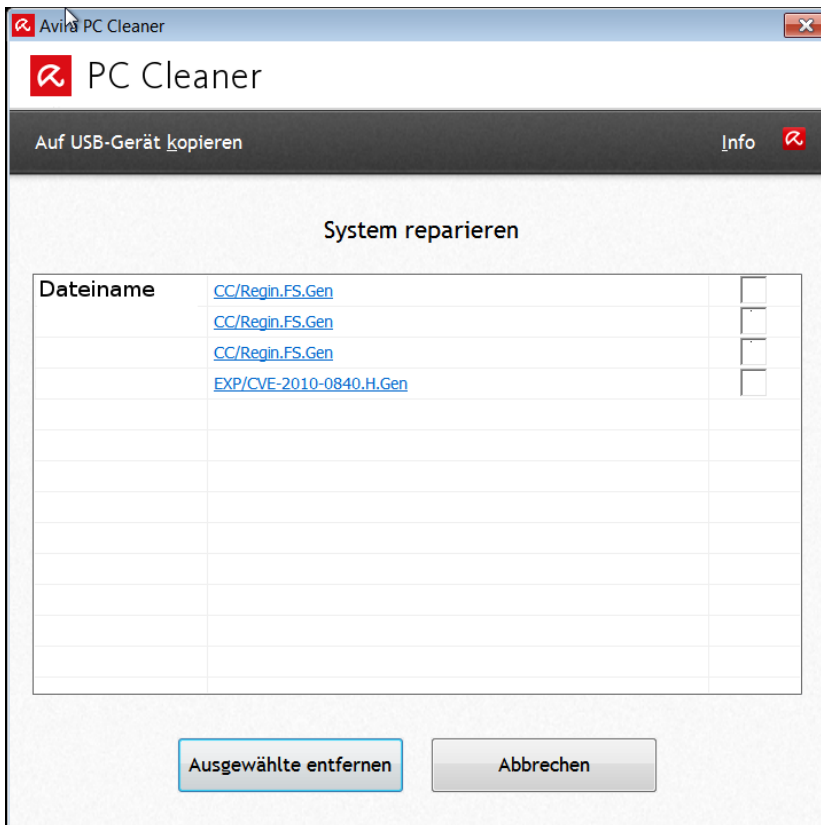 Avira PC Cleaner
PC Cleaner
Auf USB-Gerät kopieren Info
System reparieren
Dateiname CC/Regin.FS.Gen
CC/Regin.FS.Gen
CC/Regin.FS.Gen
EXP/CVE-2010-0840.H.Gen
Ausgewählte entfernen Abbrechen